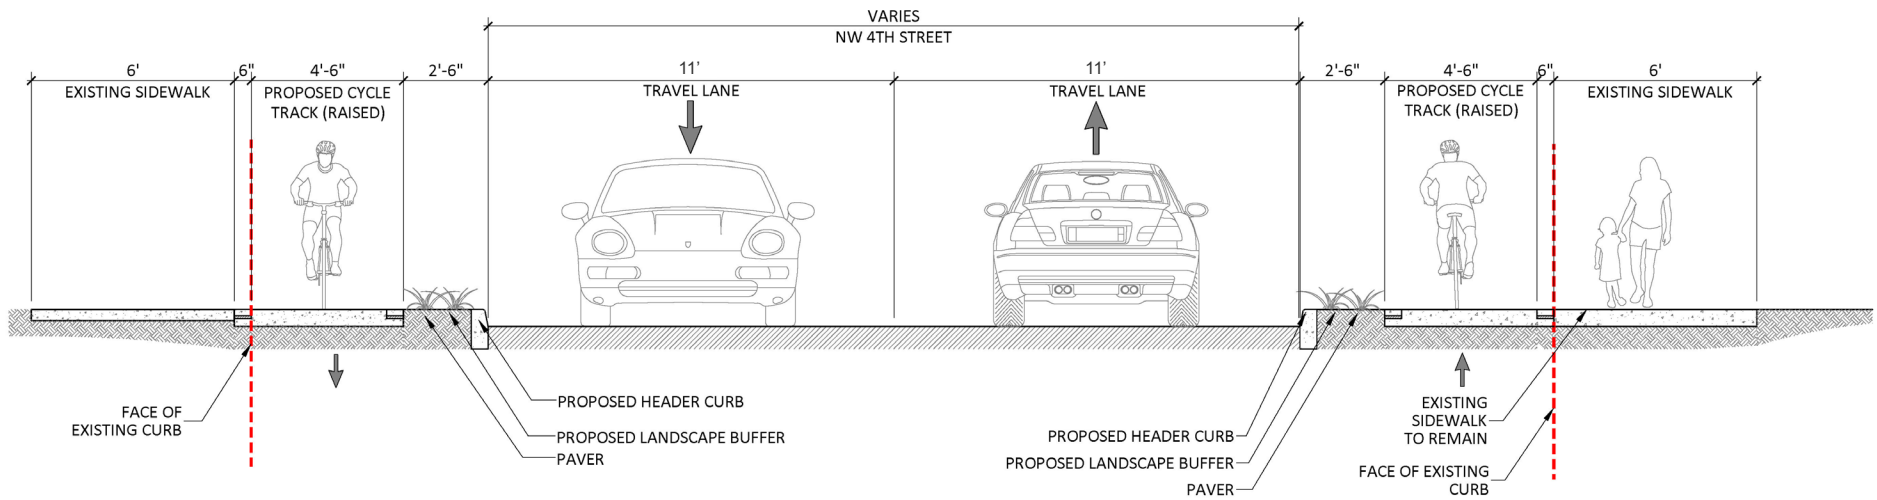 VARIES
NW 4TH STREET
6'
6"
4'-6"
2'-6"
11'
11'
2'-6"
4'-6"
6"
6'
EXISTING SIDEWALK
PROPOSED CYCLE
TRACK (RAISED)
TRAVEL LANE
TRAVEL LANE
PROPOSED CYCLE
TRACK (RAISED)
EXISTING SIDEWALK
FACE OF
EXISTING CURB
PROPOSED HEADER CURB
PROPOSED LANDSCAPE BUFFER
PAVER
PROPOSED HEADER CURB
PROPOSED LANDSCAPE BUFFER
PAVER
EXISTING
SIDEWALK
TO REMAIN
FACE OF EXISTING
CURB